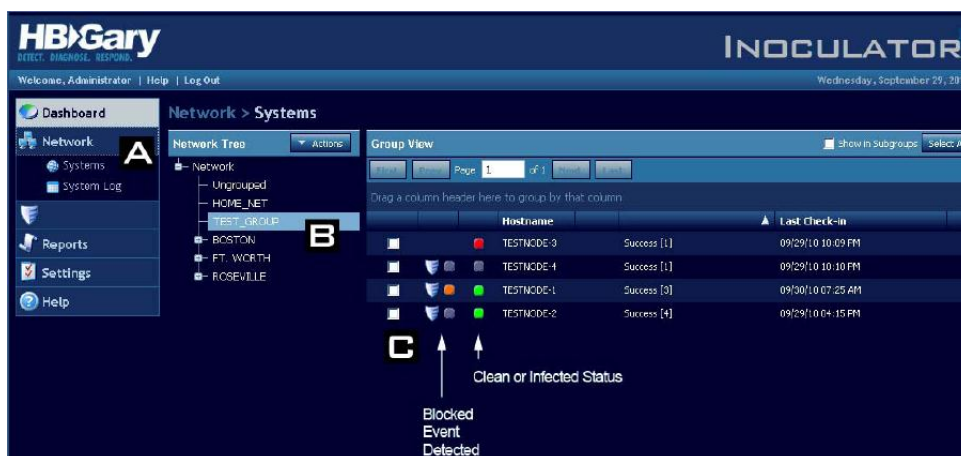 HB)Gary
DETECT. DIAGNOSE. RESPOND.
INOCULATOR
Welcome, Administrator | Help | Log Out
Wednesday, September 29, 20
Dashboard
Network
A
Systems
System Log
Reports
Settings
Help
Network > Systems
Network Tree
Actions
Network
Ungrouped
HOME_NET
TEST_GROUP
B
BOSTON
FT. WORTH
ROSEVILLE
Group View
Show in Subgroups
Select A
First Prev Page 1 of 1 Next Last
Drag a column header here to group by that column
Hostname Last Check-in
TESTNODE-3 Success [1] 09/29/10 10:09 PM
TESTNODE-4 Success [1] 09/29/10 10:10 PM
TESTNODE-1 Success [3] 09/30/10 07:25 AM
TESTNODE-2 Success [4] 09/29/10 04:15 PM
C
Clean or Infected Status
Blocked
Event
Detected